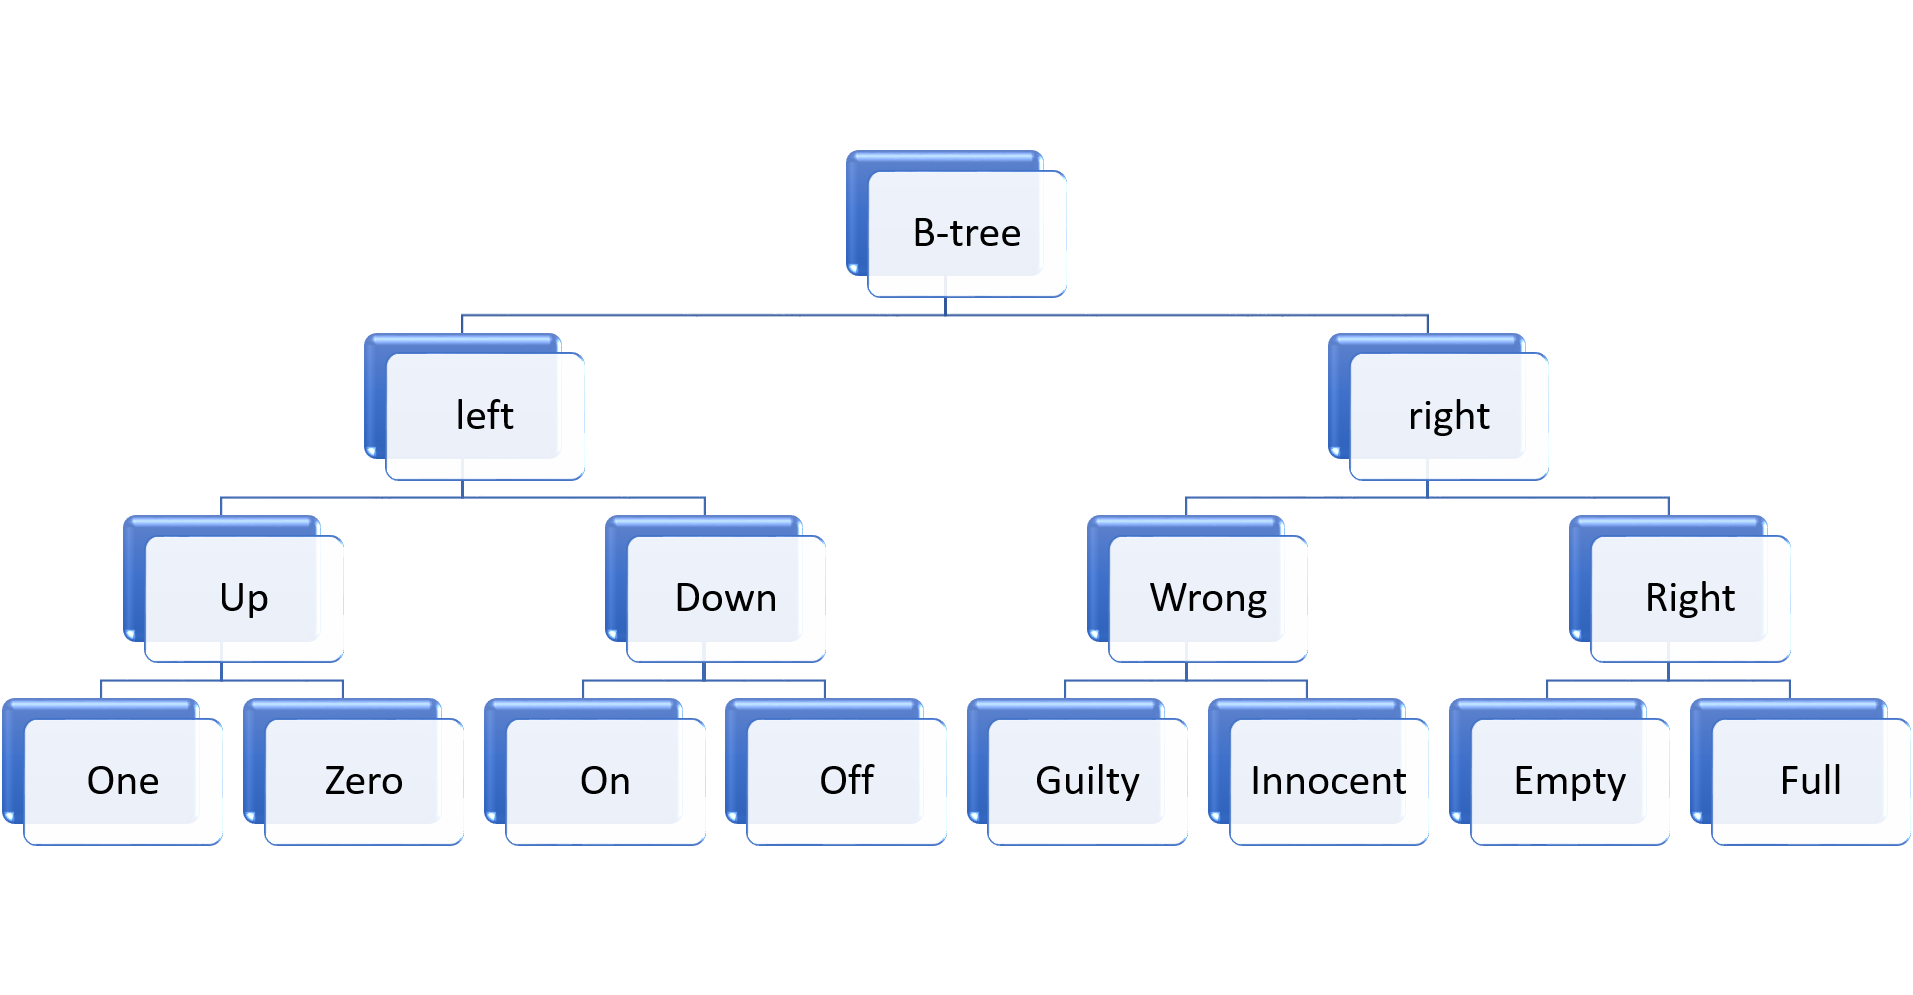 B-tree
left
right
Up
Down
Wrong
Right
One
Zero
On
Off
Guilty
Innocent
Empty
Full